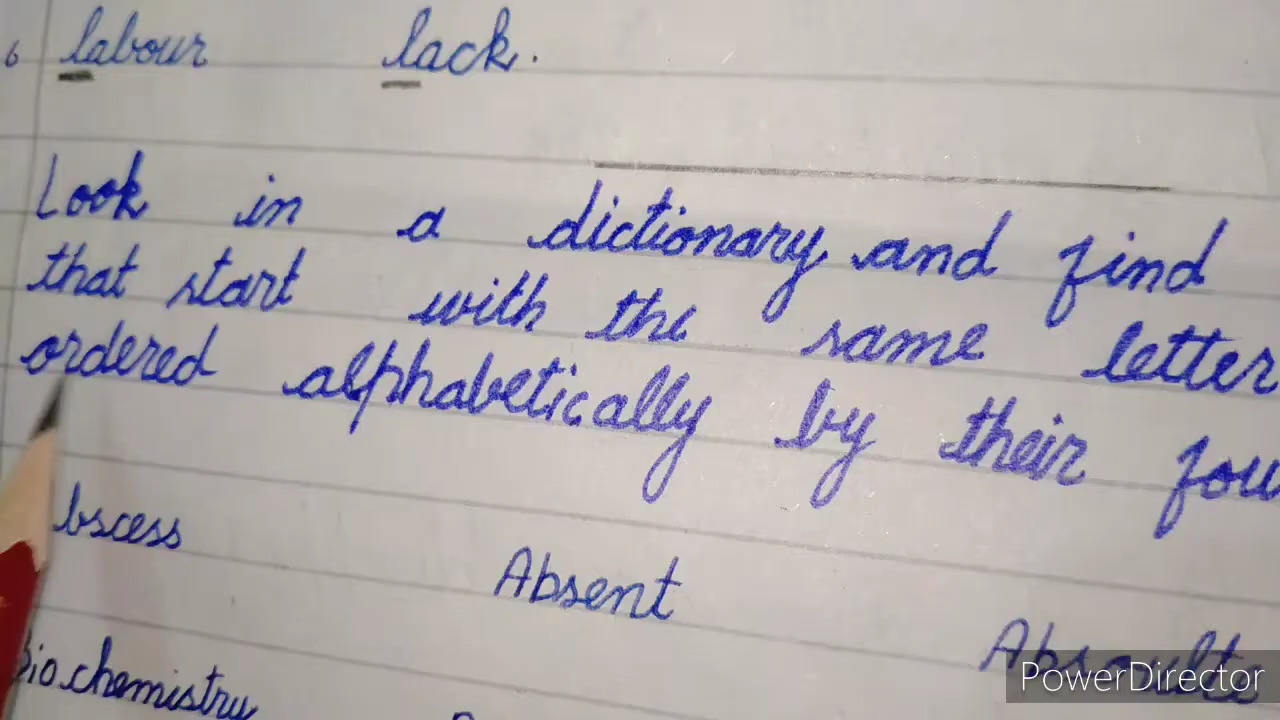 6 labour lack.
Look in a dictionary and find
that start with the same letter
ordered alphabetically by their fou
bscess Absent
biochemistry
PowerDirector